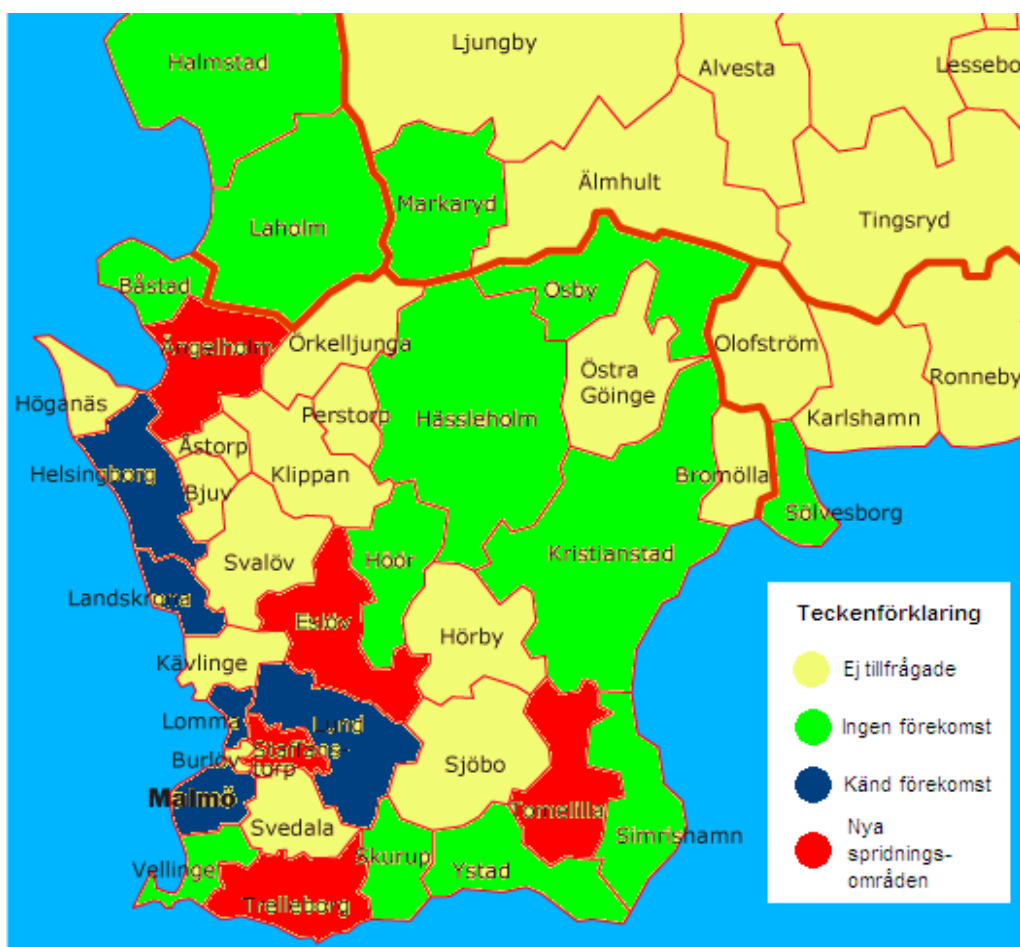 Ljungby
Alvesta
Lessebo
Halmstad
Älmhult
Markaryd
Tingsryd
Laholm
Båstad
Osby
Ängelholm
Örkelljunga
Olofström
Östra
Göinge
Ronneby
Höganäs
Perstorp
Hässleholm
Karlshamn
Åstorp
Helsingborg
Klippan
Bromölla
Bjuv
Sölvesborg
Kristianstad
Höör
Svalöv
Landskrona
Eslöv
Hörby
Kävlinge
Lomma
Lund
Burlöv
Staffans-
torp
Sjöbo
Malmö
Tomelilla
Svedala
Simrishamn
Skurup
Vellinge
Ystad
Trelleborg
Teckenförklaring
Ej tillfrågade
Ingen förekomst
Känd förekomst
Nya
spridnings-
områden